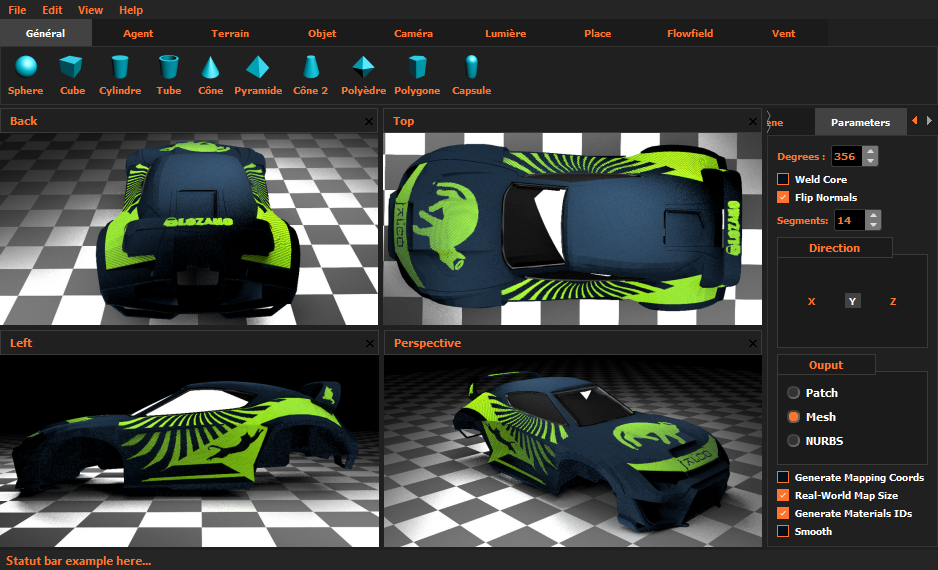 File Edit View Help
Général Agent Terrain Objet Caméra Lumière Place Flowfield Vent
Sphere Cube Cylindre Tube Cône Pyramide Cône 2 Polyèdre Polygone Capsule
Back
Top
ene Parameters
Degrees : 356
Weld Core
Flip Normals
Segments: 14
Direction
X Y Z
LOZANO
Left
Perspective
Ouput
Patch
Mesh
NURBS
Generate Mapping Coords
Real-World Map Size
Generate Materials IDs
Smooth
Statut bar example here...